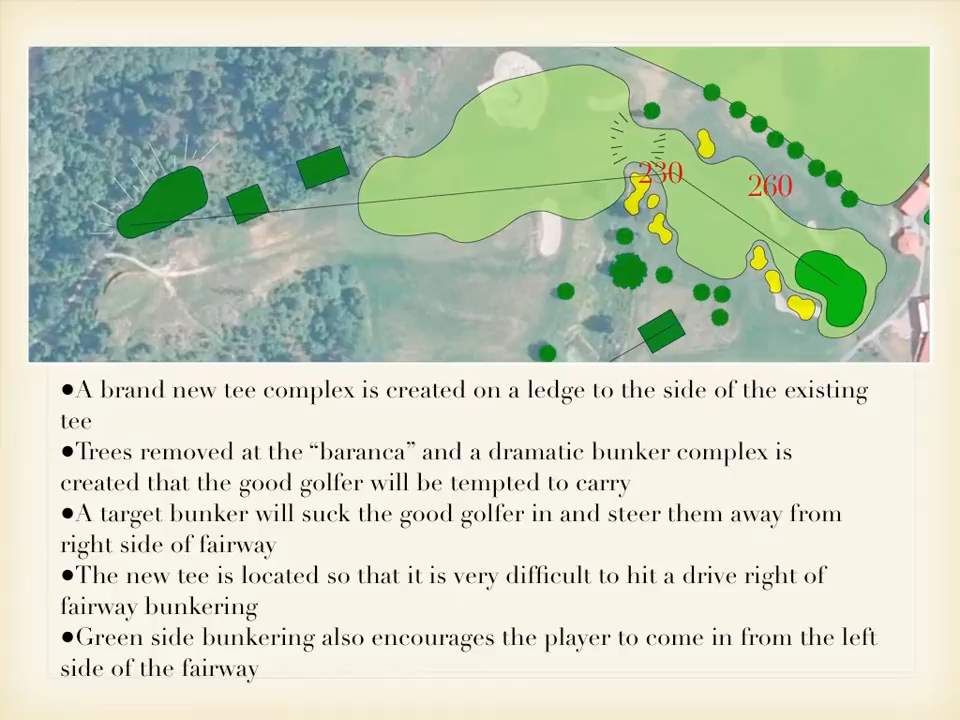 230
260
●A brand new tee complex is created on a ledge to the side of the existing
tee
●Trees removed at the “baranca” and a dramatic bunker complex is
created that the good golfer will be tempted to carry
●A target bunker will suck the good golfer in and steer them away from
right side of fairway
●The new tee is located so that it is very difficult to hit a drive right of
fairway bunkering
●Green side bunkering also encourages the player to come in from the left
side of the fairway